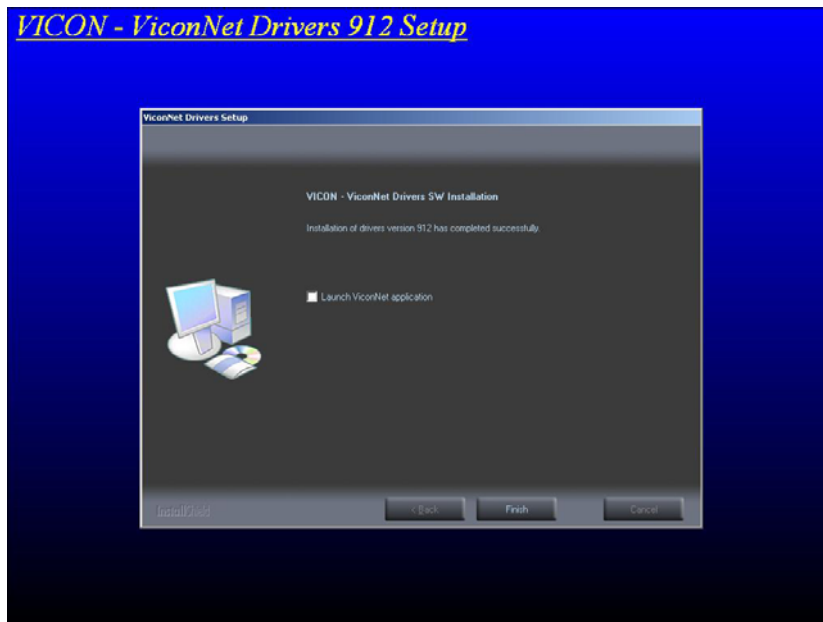 VICON - ViconNet Drivers 912 Setup
ViconNet Drivers Setup
VICON - ViconNet Drivers SW Installation
Installation of drivers version 912 has completed successfully.
Launch ViconNet application
InstallShield
< Back
Finish
Cancel